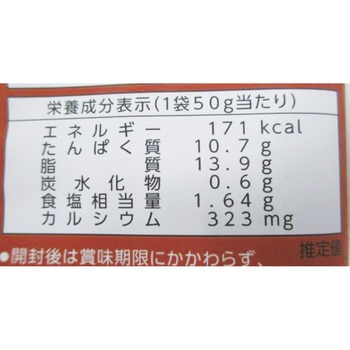 栄養成分表示(1袋50g当たり)
エネルギー 171 kcal
たんぱく質 10.7 g
脂質 13.9 g
炭水化物 0.6 g
食塩相当量 1.64 g
カルシウム 323 mg
推定値
●開封後は賞味期限にかかわらず、